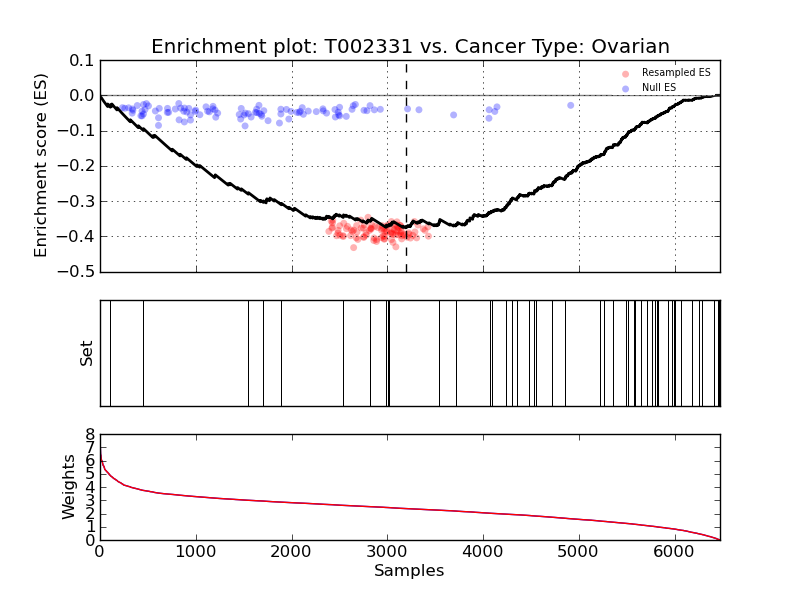 Enrichment plot: T002331 vs. Cancer Type: Ovarian
Enrichment score (ES)
0.1
0.0
−0.1
−0.2
−0.3
−0.4
−0.5
Resampled ES
Null ES
Set
Weights
8
7
6
5
4
3
2
1
0
0 1000 2000 3000 4000 5000 6000
Samples